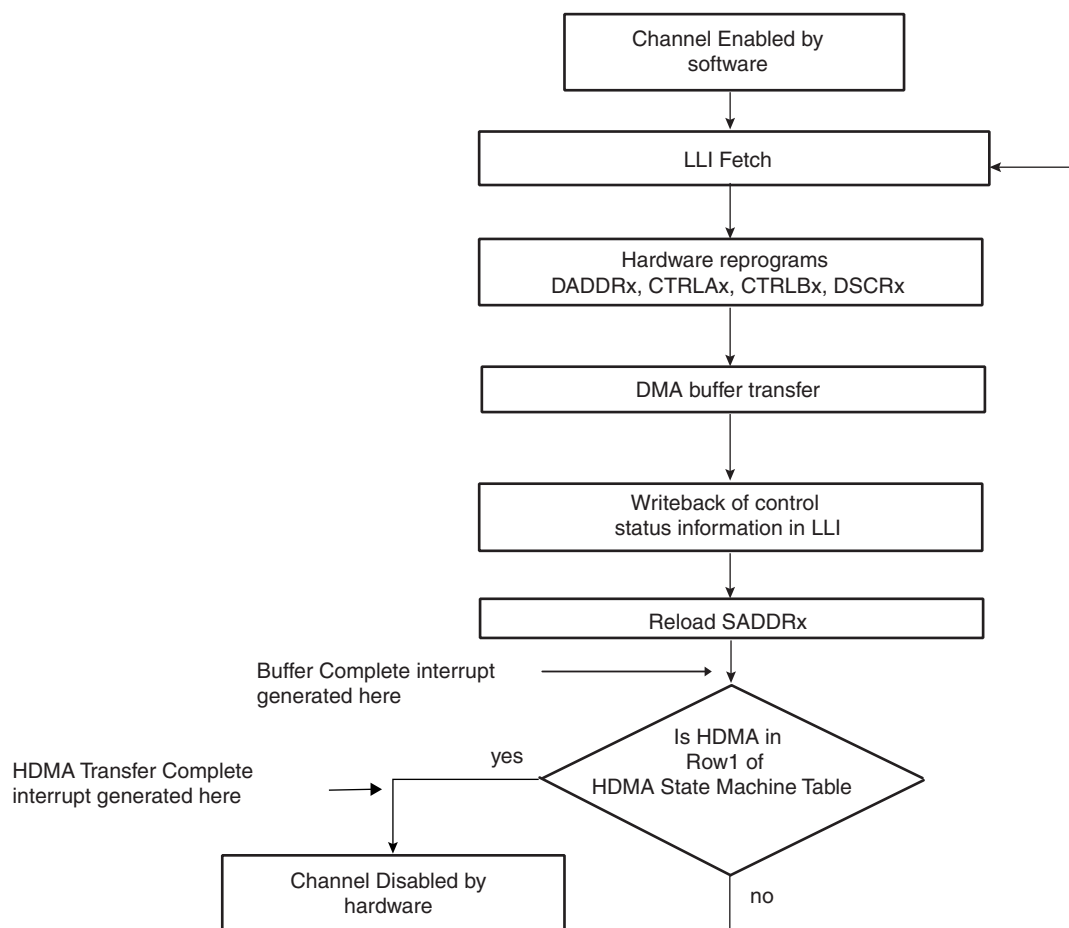 Channel Enabled by
software
LLI Fetch
Hardware reprograms
DADDRx, CTRLAx, CTRLBx, DSCRx
DMA buffer transfer
Writeback of control
status information in LLI
Reload SADDRx
Buffer Complete interrupt
generated here
Is HDMA in
Row1 of
HDMA State Machine Table
yes
HDMA Transfer Complete
interrupt generated here
Channel Disabled by
hardware
no